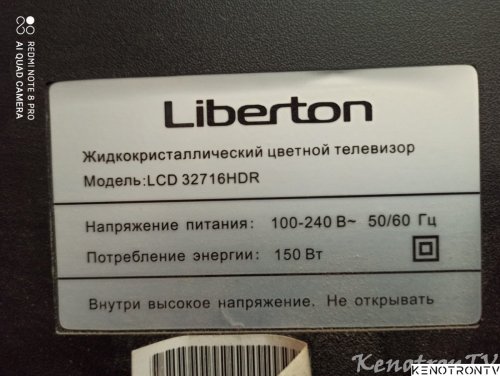 Liberton
Жидкокристаллический цветной телевизор
Модель:LCD 32716HDR
Напряжение питания: 100-240 В~ 50/60 Гц
Потребление энергии: 150 Вт
Внутри высокое напряжение. Не открывать
REDMI NOTE 8 PRO
AI QUAD CAMERA
KenotronTV
KENOTRONTV